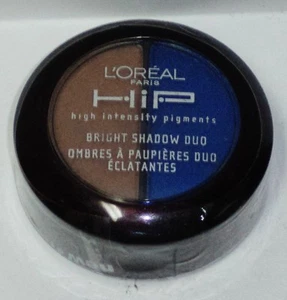 L'ORÉAL
PARIS
HiP
high intensity pigments
BRIGHT SHADOW DUO
OMBRES À PAUPIÈRES DUO
ÉCLATANTES